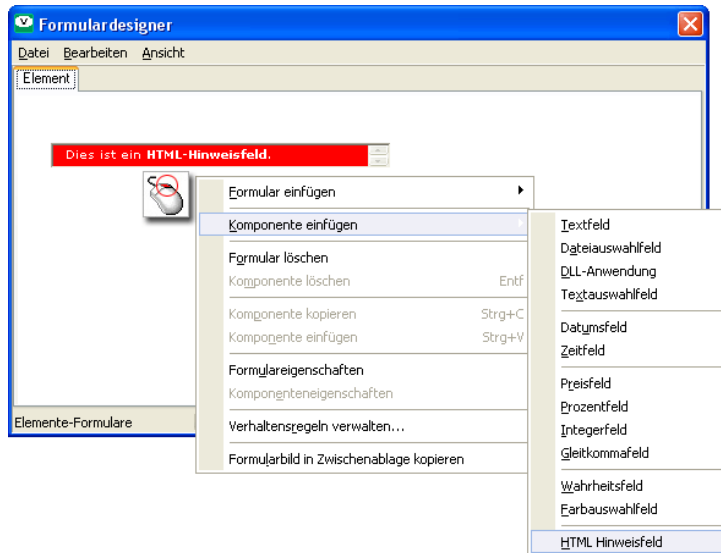 Formulardesigner
Datei Bearbeiten Ansicht
Element
Dies ist ein HTML-Hinweisfeld.
Formular einfügen
Komponente einfügen
Formular löschen
Komponente löschen Entf
Komponente kopieren Strg+C
Komponente einfügen Strg+V
Formulareigenschaften
Komponenteneigenschaften
Verhaltensregeln verwalten...
Formularbild in Zwischenablage kopieren
Textfeld
Dateiauswahlfeld
DLL-Anwendung
Textauswahlfeld
Datumsfeld
Zeitfeld
Preisfeld
Prozentfeld
Integerfeld
Gleitkommafeld
Wahrheitsfeld
Farbauswahlfeld
HTML Hinweisfeld
Elemente-Formulare